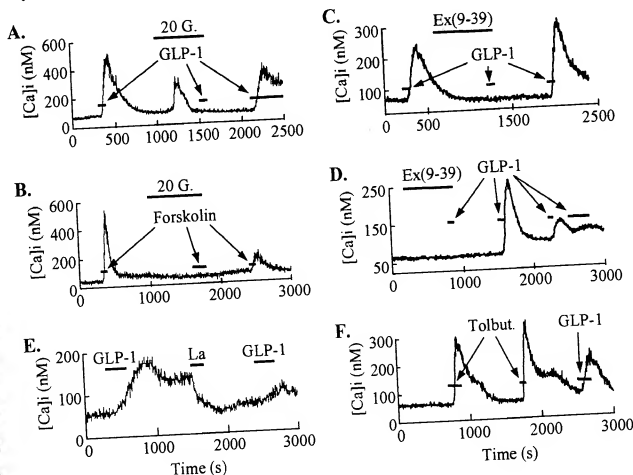 A.
20 G.
GLP-1
[Ca]i (nM)
600
400
200
0
0 500 1000 1500 2000 2500
B.
20 G.
Forskolin
[Ca]i (nM)
600
400
200
0
0 1000 2000 3000
E.
GLP-1 La GLP-1
[Ca]i (nM)
200
100
0
0 1000 2000 3000
Time (s)
C.
Ex(9-39)
GLP-1
[Ca]i (nM)
300
200
100
0 500 1500 2500
D.
Ex(9-39)
GLP-1
[Ca]i (nM)
250
150
50
0 1000 2000 3000
F.
Tolbut. GLP-1
[Ca]i (nM)
300
200
100
0
0 1000 2000 3000
Time (s)